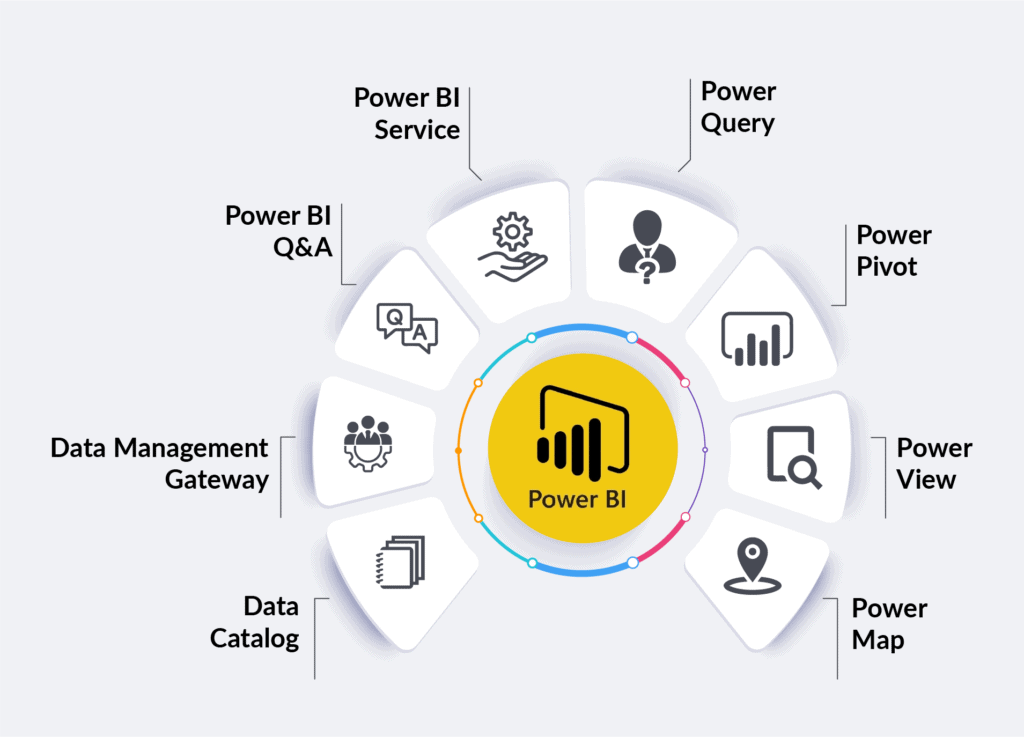 Power BI
Service
Power
Query
Power BI
Q&A
Power
Pivot
Q
A
Data Management
Gateway
Power
View
Power BI
Data
Catalog
Power
Map
?